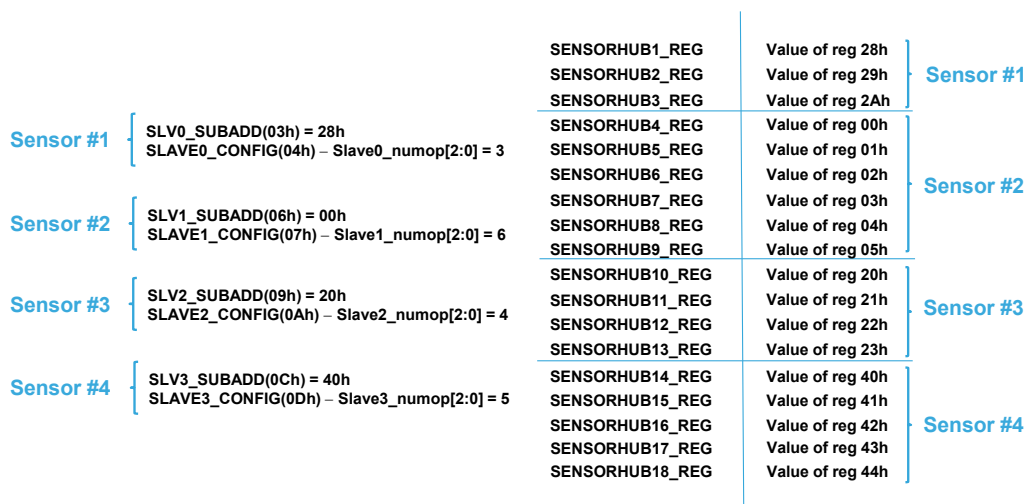 Sensor #1
SLV0_SUBADD(03h) = 28h
SLAVE0_CONFIG(04h) – Slave0_numop[2:0] = 3
Sensor #2
SLV1_SUBADD(06h) = 00h
SLAVE1_CONFIG(07h) – Slave1_numop[2:0] = 6
Sensor #3
SLV2_SUBADD(09h) = 20h
SLAVE2_CONFIG(0Ah) – Slave2_numop[2:0] = 4
Sensor #4
SLV3_SUBADD(0Ch) = 40h
SLAVE3_CONFIG(0Dh) – Slave3_numop[2:0] = 5
SENSORHUB1_REG Value of reg 28h
SENSORHUB2_REG Value of reg 29h
SENSORHUB3_REG Value of reg 2Ah
Sensor #1
SENSORHUB4_REG Value of reg 00h
SENSORHUB5_REG Value of reg 01h
SENSORHUB6_REG Value of reg 02h
SENSORHUB7_REG Value of reg 03h
SENSORHUB8_REG Value of reg 04h
SENSORHUB9_REG Value of reg 05h
Sensor #2
SENSORHUB10_REG Value of reg 20h
SENSORHUB11_REG Value of reg 21h
SENSORHUB12_REG Value of reg 22h
SENSORHUB13_REG Value of reg 23h
Sensor #3
SENSORHUB14_REG Value of reg 40h
SENSORHUB15_REG Value of reg 41h
SENSORHUB16_REG Value of reg 42h
SENSORHUB17_REG Value of reg 43h
SENSORHUB18_REG Value of reg 44h
Sensor #4